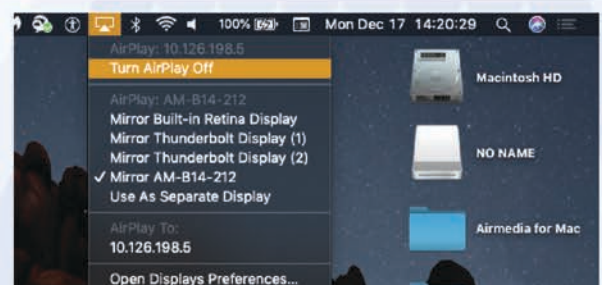 100% Mon Dec 17 14:20:29
AirPlay: 10.126.198.5
Turn AirPlay Off
AirPlay: AM-B14-212
Mirror Built-in Retina Display
Mirror Thunderbolt Display (1)
Mirror Thunderbolt Display (2)
✓ Mirror AM-B14-212
Use As Separate Display
AirPlay To:
10.126.198.5
Open Displays Preferences...
Macintosh HD
NO NAME
Airmedia for Mac